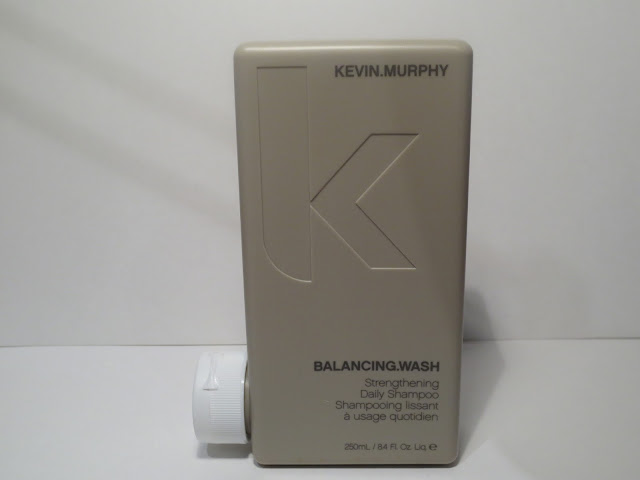 KEVIN.MURPHY
BALANCING.WASH
Strengthening
Daily Shampoo
Shampooing lissant
à usage quotidien
250mL / 8.4 Fl. Oz. Liq. ℮